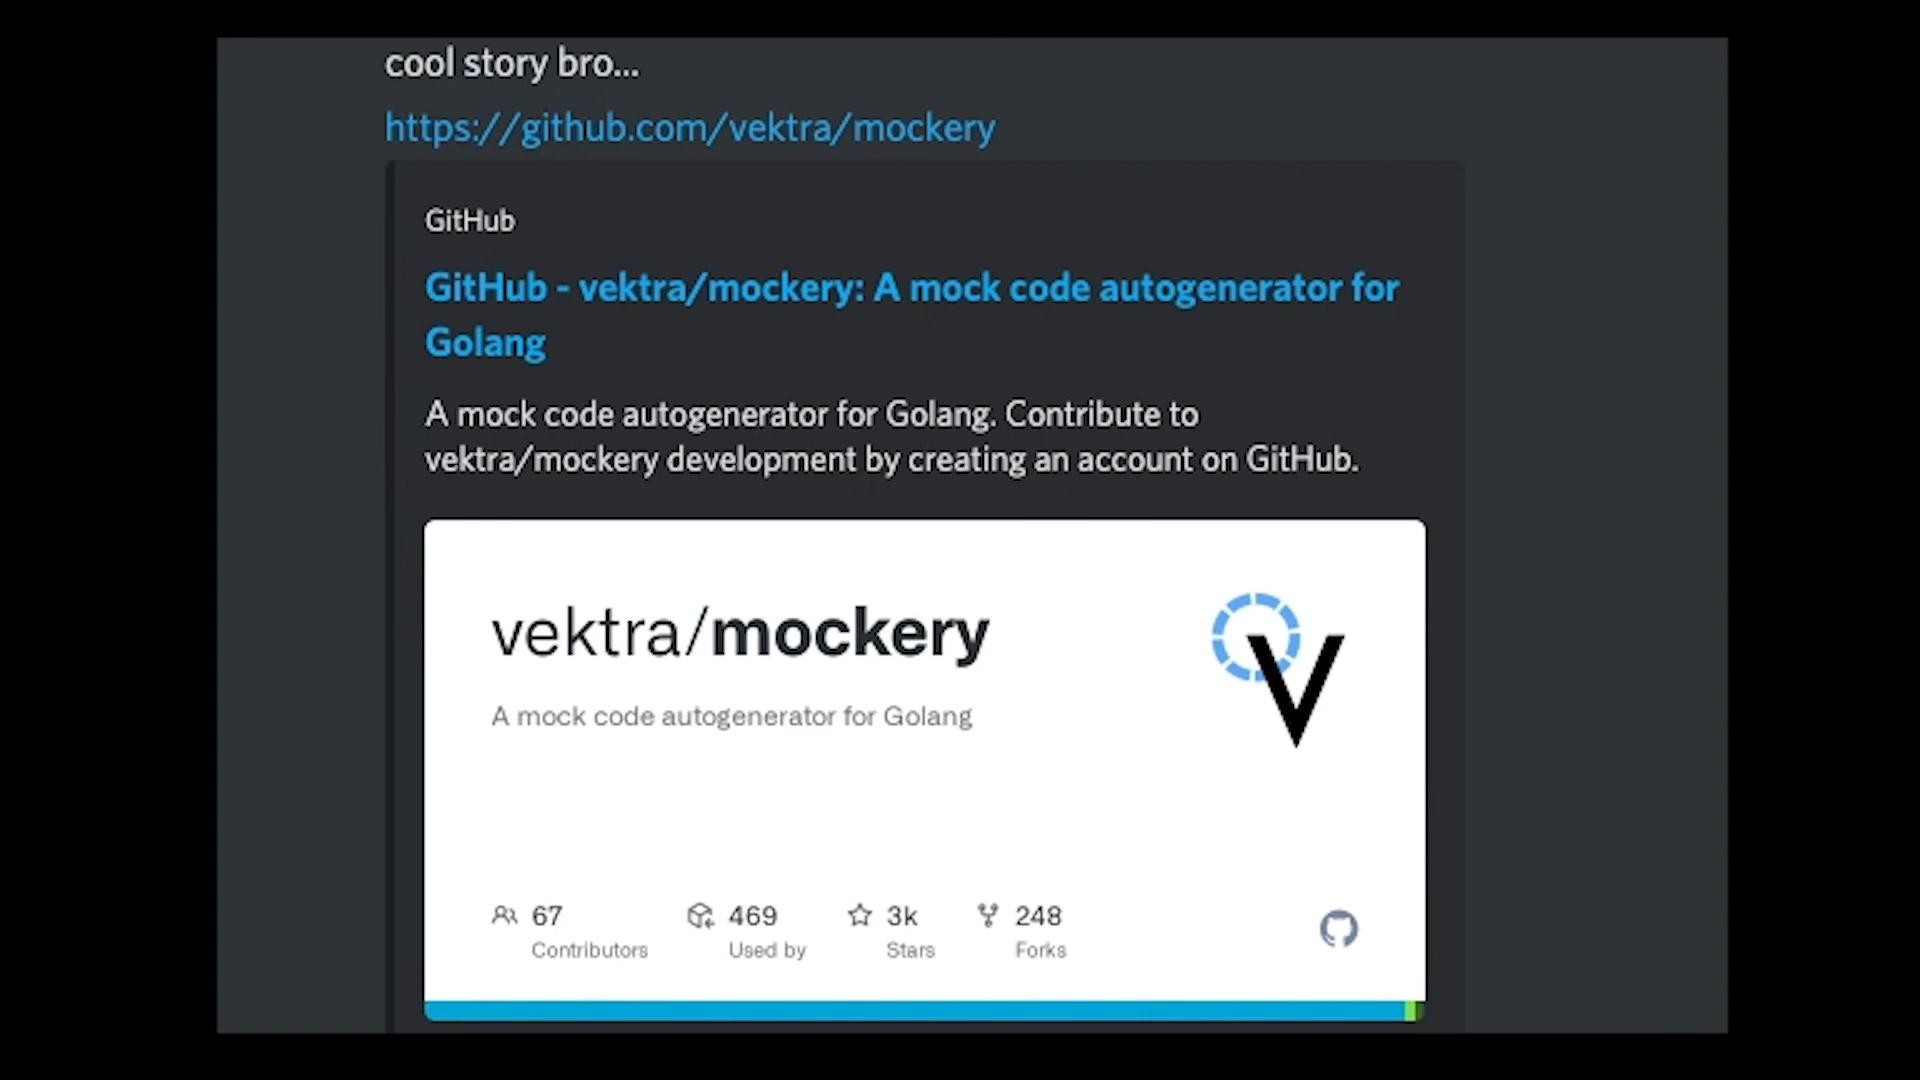 cool story bro...
https://github.com/vektra/mockery
GitHub
GitHub - vektra/mockery: A mock code autogenerator for
Golang
A mock code autogenerator for Golang. Contribute to
vektra/mockery development by creating an account on GitHub.
vektra/mockery
A mock code autogenerator for Golang
67 469 3k 248
Contributors Used by Stars Forks